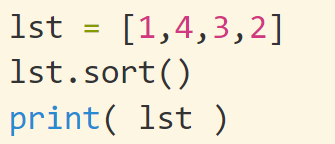 lst = [1,4,3,2]
lst.sort()
print( lst )